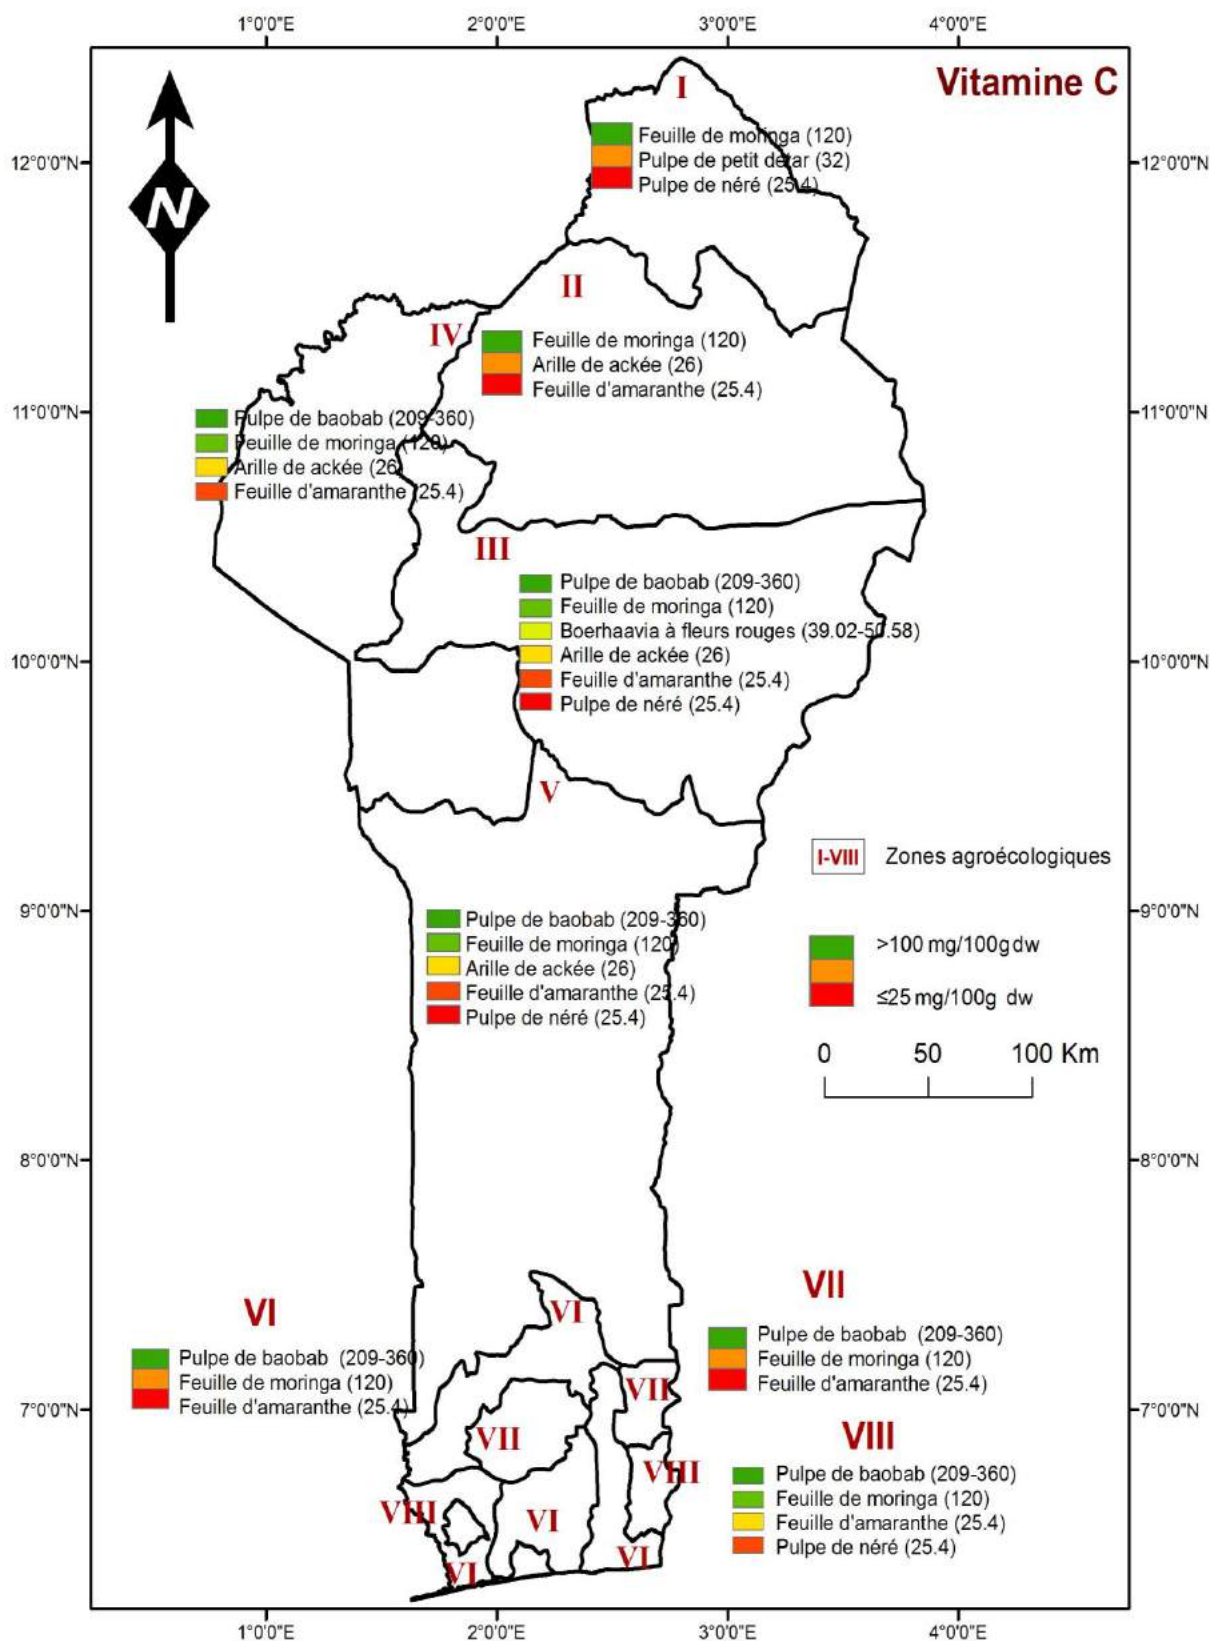 1°0'0"E 2°0'0"E 3°0'0"E 4°0'0"E
Vitamine C
I
N
12°0'0"N 12°0'0"N
Feuille de moringa (120)
Pulpe de petit détar (32)
Pulpe de néré (25.4)
II
Feuille de moringa (120)
Arille de ackée (26)
Feuille d'amaranthe (25.4)
IV
11°0'0"N 11°0'0"N
Pulpe de baobab (209-360)
Feuille de moringa (120)
Arille de ackée (26)
Feuille d'amaranthe (25.4)
III
Pulpe de baobab (209-360)
Feuille de moringa (120)
Boerhaavia à fleurs rouges (39.02-50.58)
Arille de ackée (26)
Feuille d'amaranthe (25.4)
Pulpe de néré (25.4)
10°0'0"N 10°0'0"N
V
I-VIII Zones agroécologiques
9°0'0"N 9°0'0"N
Pulpe de baobab (209-360)
Feuille de moringa (120)
Arille de ackée (26)
Feuille d'amaranthe (25.4)
Pulpe de néré (25.4)
>100 mg/100g dw
≤25 mg/100g dw
0 50 100 Km
8°0'0"N 8°0'0"N
VI
Pulpe de baobab (209-360)
Feuille de moringa (120)
Feuille d'amaranthe (25.4)
VI
VII
Pulpe de baobab (209-360)
Feuille de moringa (120)
Feuille d'amaranthe (25.4)
7°0'0"N 7°0'0"N
VII
VII
VIII
Pulpe de baobab (209-360)
Feuille de moringa (120)
Feuille d'amaranthe (25.4)
Pulpe de néré (25.4)
VIII
VIII
VI
VI
VI
1°0'0"E 2°0'0"E 3°0'0"E 4°0'0"E